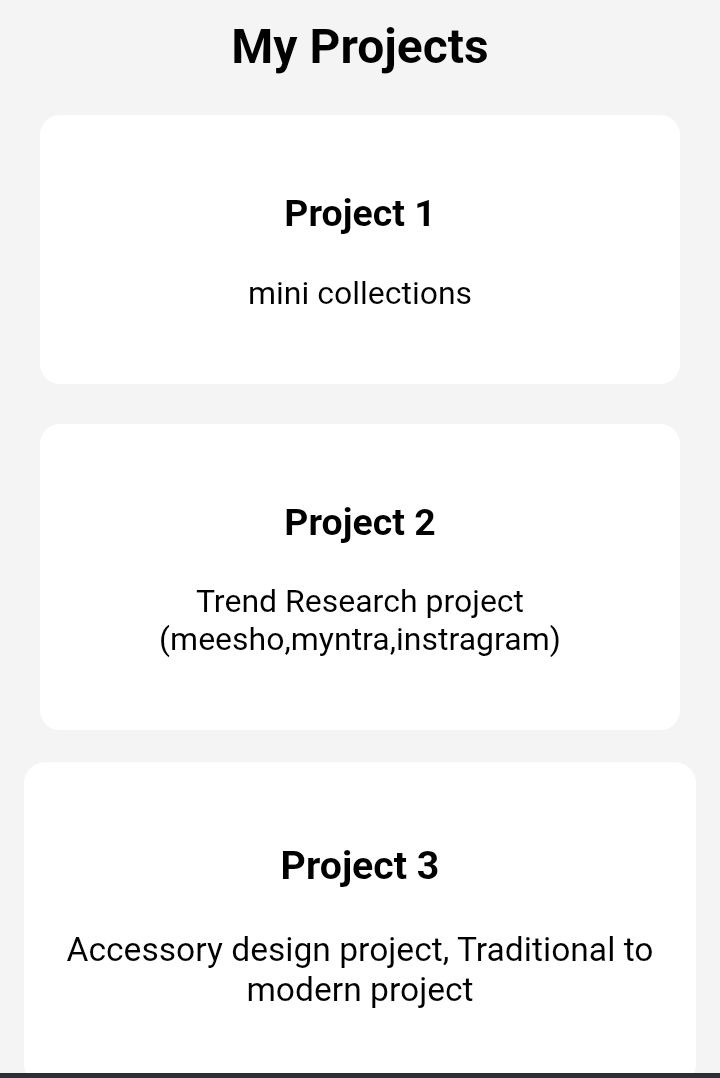 My Projects
Project 1
mini collections
Project 2
Trend Research project
(meesho,myntra,instragram)
Project 3
Accessory design project, Traditional to
modern project